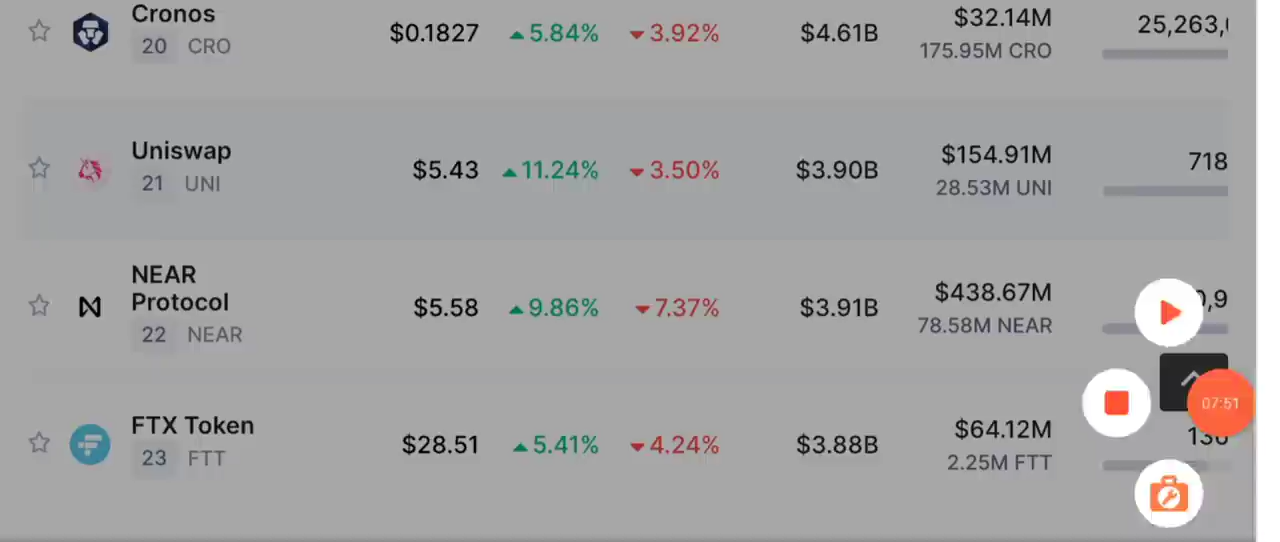 Cronos
20 CRO
$0.1827 5.84% 3.92% $4.61B
$32.14M
175.95M CRO
Uniswap
21 UNI
$5.43 11.24% 3.50% $3.90B
$154.91M
28.53M UNI
718
NEAR
Protocol
22 NEAR
$5.58 9.86% 7.37% $3.91B
$438.67M
78.58M NEAR
FTX Token
23 FTT
$28.51 5.41% 4.24% $3.88B
$64.12M
2.25M FTT
07:51